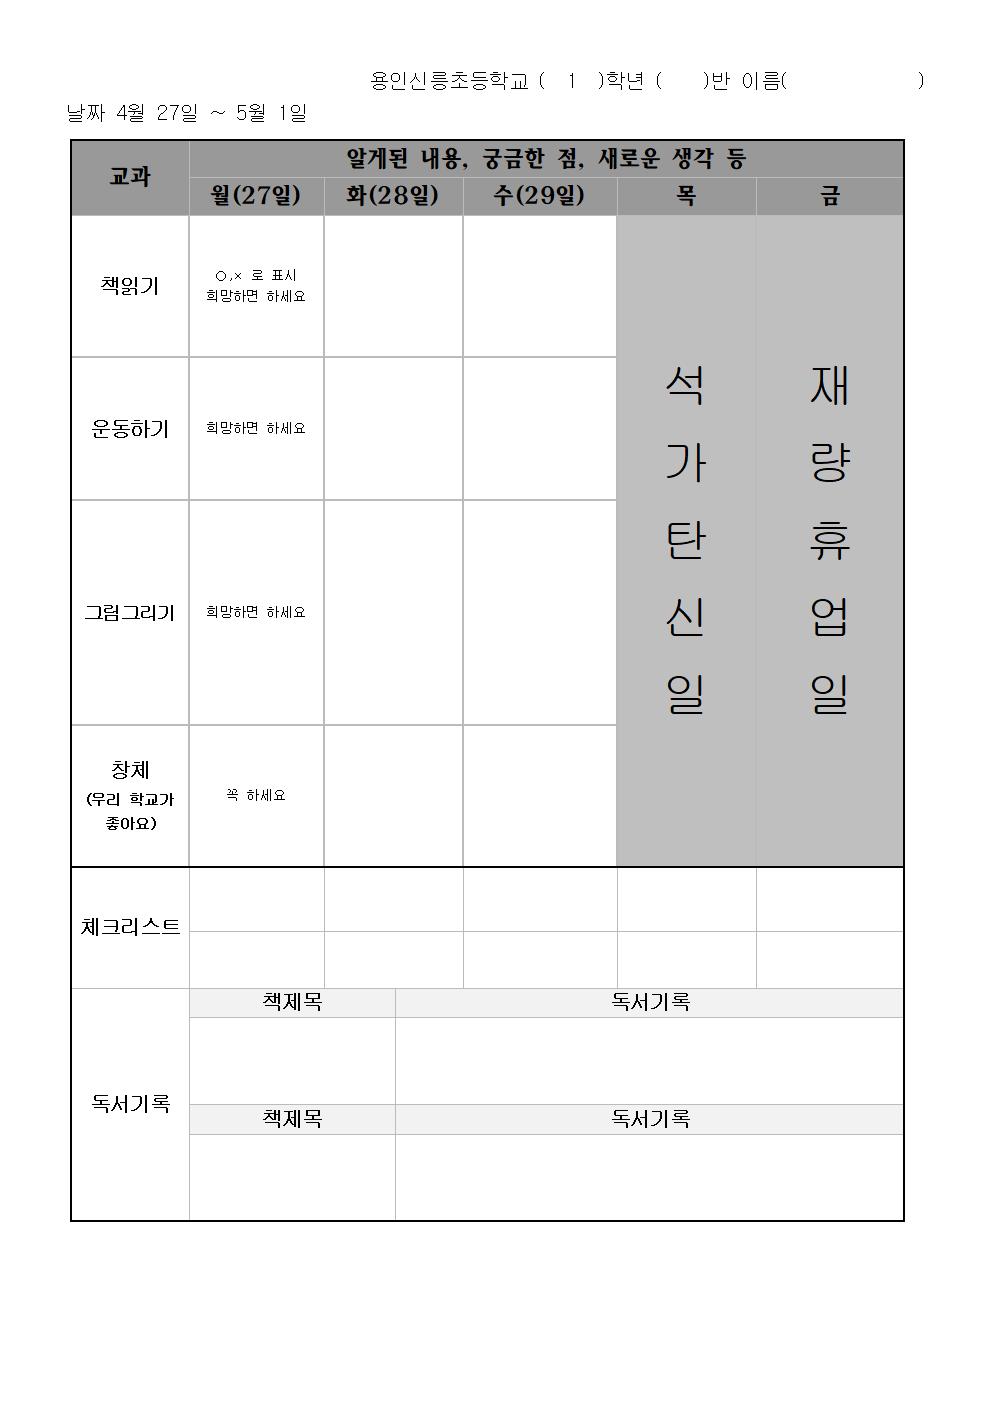 용인신릉초등학교 ( 1 )학년 ( )반 이름( )
날짜 4월 27일 ~ 5월 1일
교과
알게된 내용, 궁금한 점, 새로운 생각 등
월(27일) 화(28일) 수(29일) 목 금
책읽기
○,× 로 표시
희망하면 하세요
운동하기
희망하면 하세요
그림그리기
희망하면 하세요
창체
(우리 학교가
좋아요)
꼭 하세요
석
가
탄
신
일
재
량
휴
업
일
체크리스트
독서기록
책제목 독서기록
책제목 독서기록